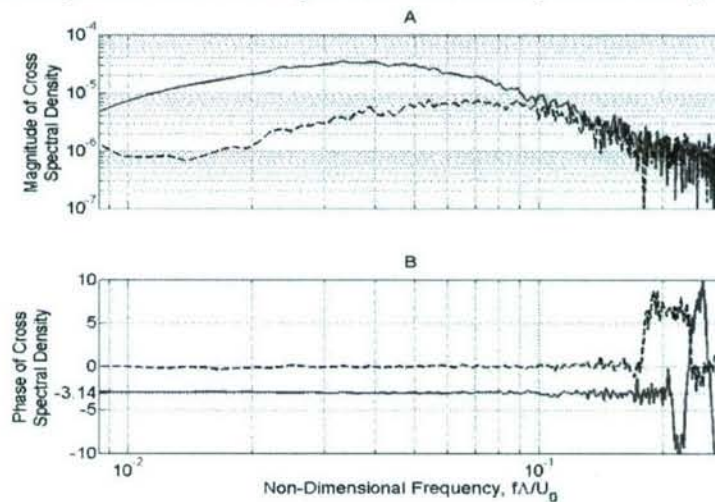 A
10^-4
10^-5
10^-6
10^-7
Magnitude of Cross
Spectral Density
B
10
5
0
-3.14
-5
-10
Phase of Cross
Spectral Density
10^-2
10^-1
Non-Dimensional Frequency, fΛ/U_g